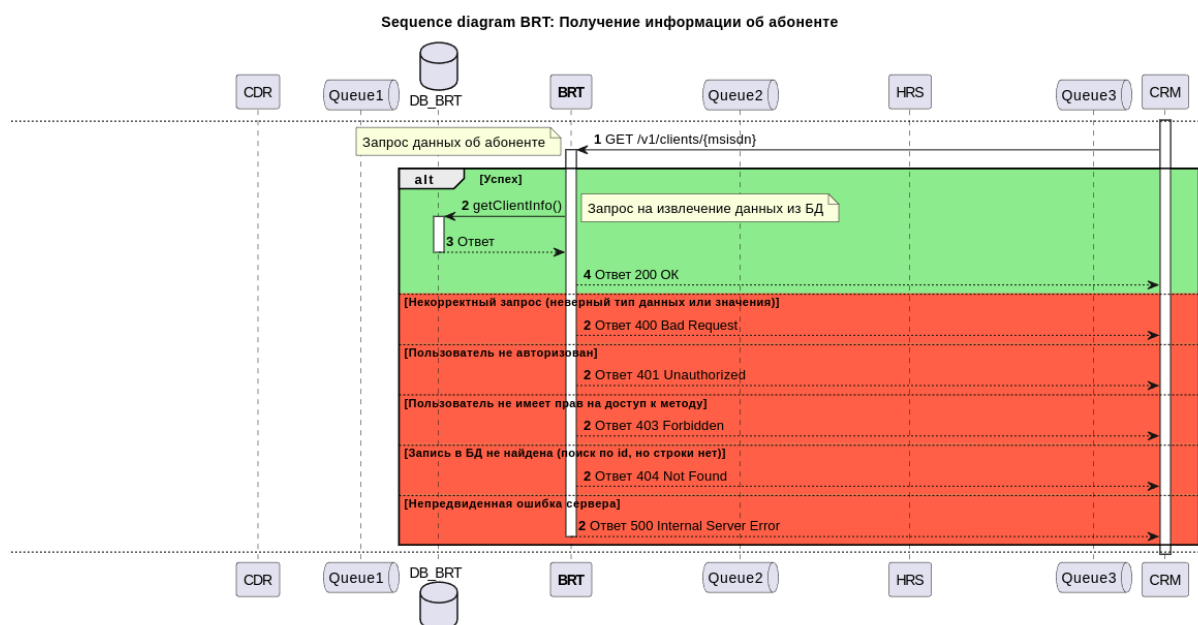 Sequence diagram BRT: Получение информации об абоненте
CDR
Queue1
DB_BRT
BRT
Queue2
HRS
Queue3
CRM
Запрос данных об абоненте
1 GET /v1/clients/{msisdn}
alt
[Успех]
2 getClientInfo()
Запрос на извлечение данных из БД
3 Ответ
4 Ответ 200 ОК
[Некорректный запрос (неверный тип данных или значения)]
2 Ответ 400 Bad Request
[Пользователь не авторизован]
2 Ответ 401 Unauthorized
[Пользователь не имеет прав на доступ к методу]
2 Ответ 403 Forbidden
[Запись в БД не найдена (поиск по id, но строки нет)]
2 Ответ 404 Not Found
[Непредвиденная ошибка сервера]
2 Ответ 500 Internal Server Error
CDR
Queue1
DB_BRT
BRT
Queue2
HRS
Queue3
CRM